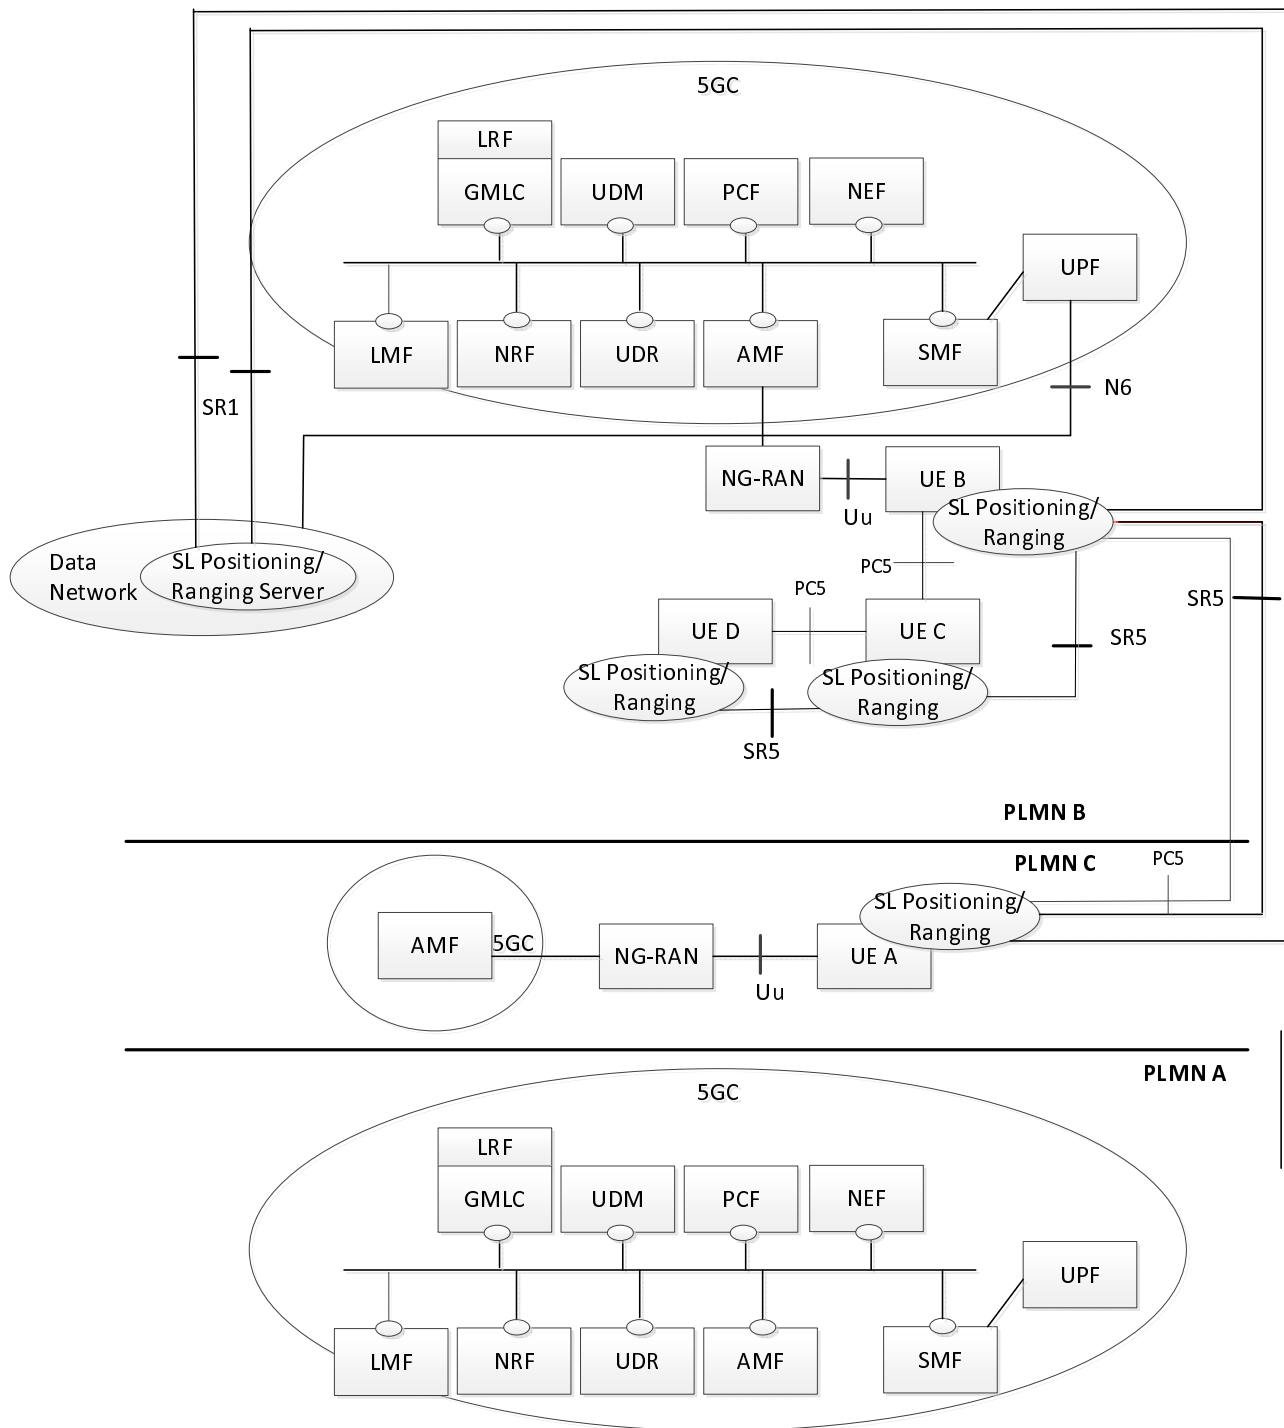 5GC
LRF
GMLC
UDM
PCF
NEF
UPF
LMF
NRF
UDR
AMF
SMF
SR1
N6
NG-RAN
Uu
UE B
SL Positioning/
Ranging
Data
Network
SL Positioning/
Ranging Server
PC5
PC5
SR5
UE D
UE C
SR5
SL Positioning/
Ranging
SL Positioning/
Ranging
SR5
PLMN B
PLMN C
PC5
SL Positioning/
Ranging
AMF
5GC
NG-RAN
UE A
Uu
PLMN A
5GC
LRF
GMLC
UDM
PCF
NEF
UPF
LMF
NRF
UDR
AMF
SMF